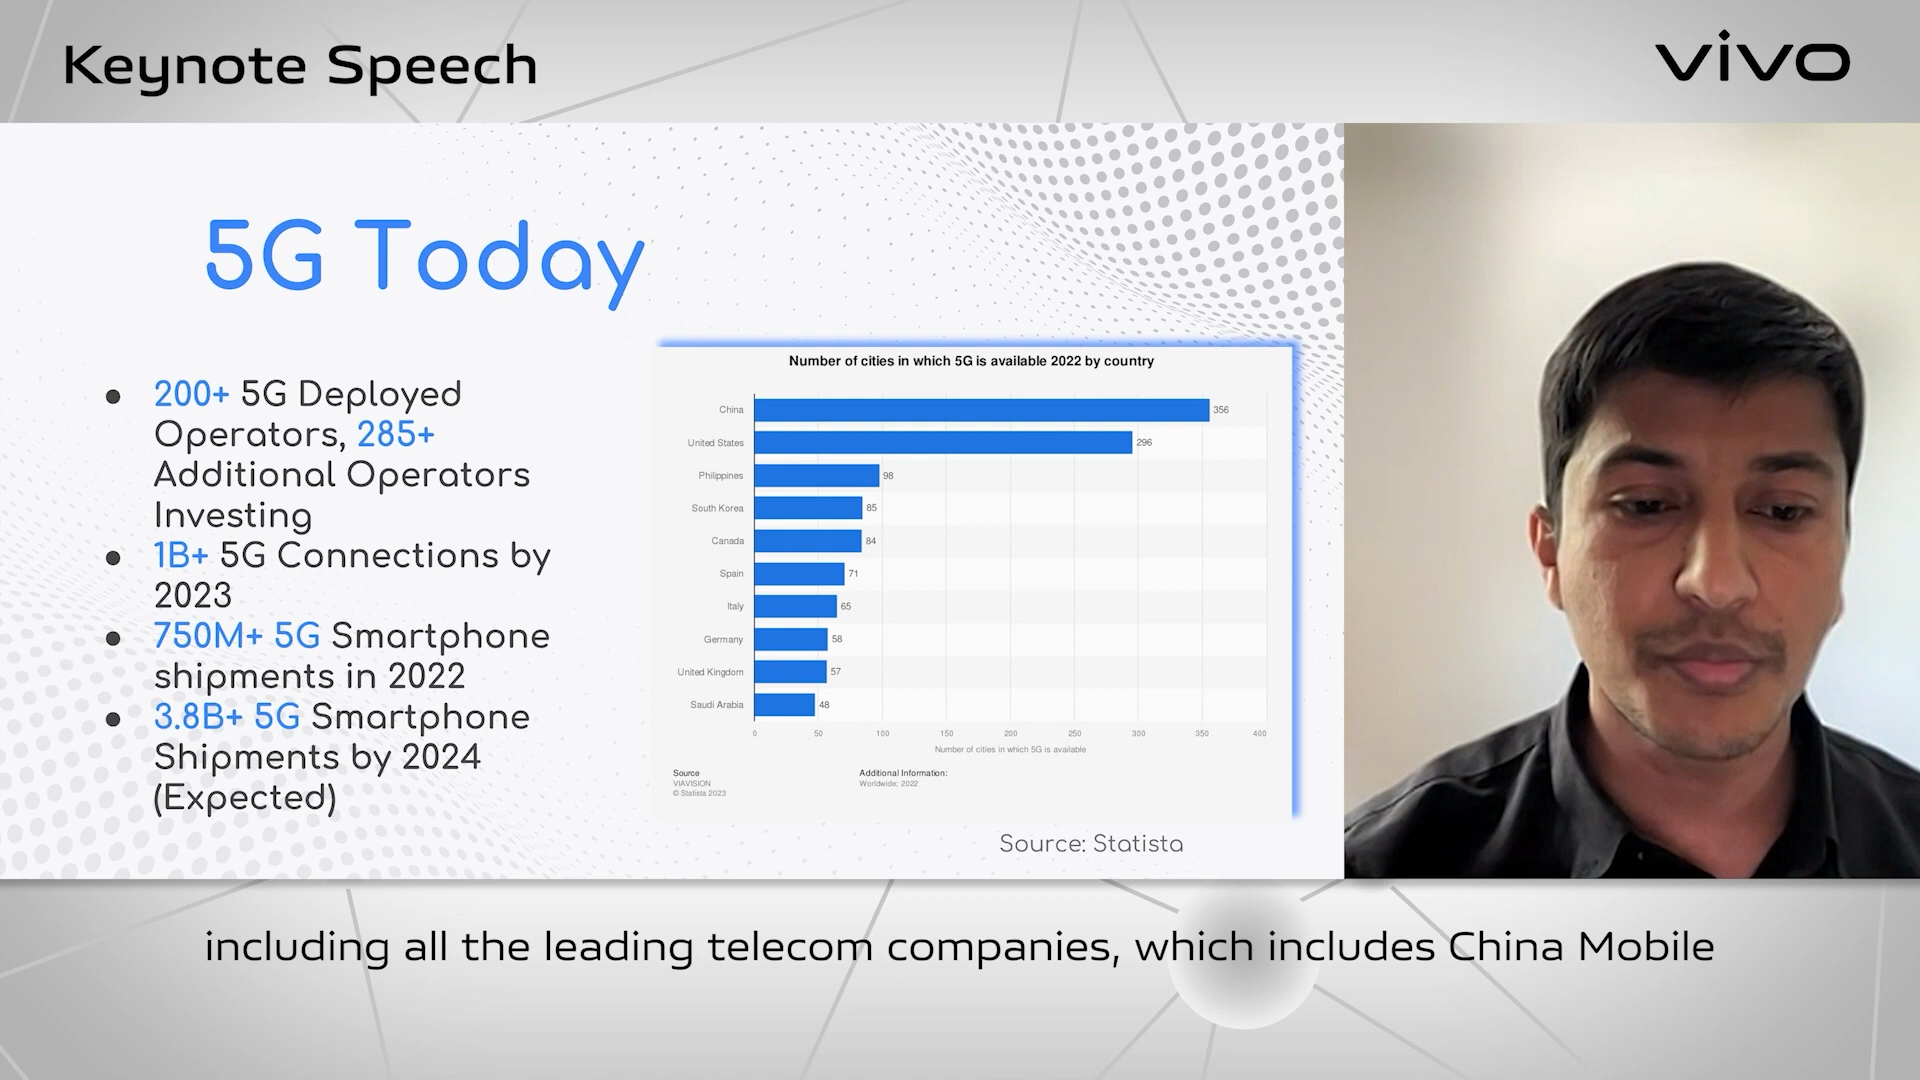 Keynote Speech
vivo
5G Today
200+ 5G Deployed
Operators, 285+
Additional Operators
Investing
1B+ 5G Connections by
2023
750M+ 5G Smartphone
shipments in 2022
3.8B+ 5G Smartphone
Shipments by 2024
(Expected)
Number of cities in which 5G is available 2022 by country
China 356
United States 296
Philippines 98
South Korea 85
Canada 84
Spain 71
Italy 65
Germany 58
United Kingdom 57
Saudi Arabia 48
0 50 100 150 200 250 300 350 400
Number of cities in which 5G is available
Source
VIAVISION
© Statista 2023
Additional Information:
Worldwide; 2022
Source: Statista
including all the leading telecom companies, which includes China Mobile